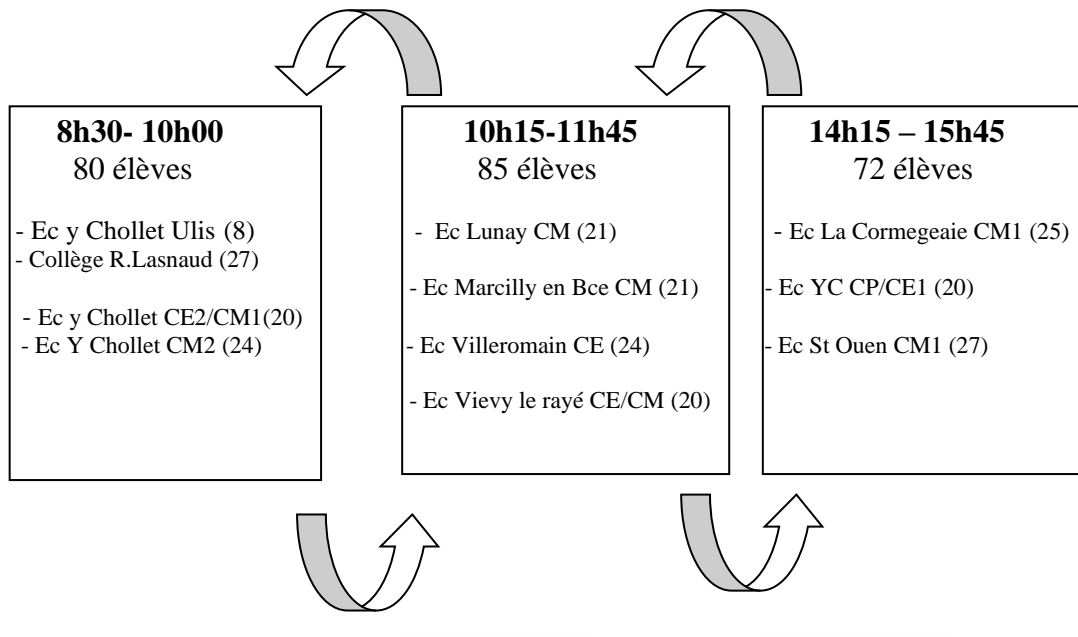 8h30- 10h00
80 élèves
- Ec y Chollet Ulis (8)
- Collège R.Lasnaud (27)
- Ec y Chollet CE2/CM1(20)
- Ec Y Chollet CM2 (24)
10h15-11h45
85 élèves
- Ec Lunay CM (21)
- Ec Marcilly en Bce CM (21)
- Ec Villeromain CE (24)
- Ec Vievy le rayé CE/CM (20)
14h15 – 15h45
72 élèves
- Ec La Cormegeaie CM1 (25)
- Ec YC CP/CE1 (20)
- Ec St Ouen CM1 (27)